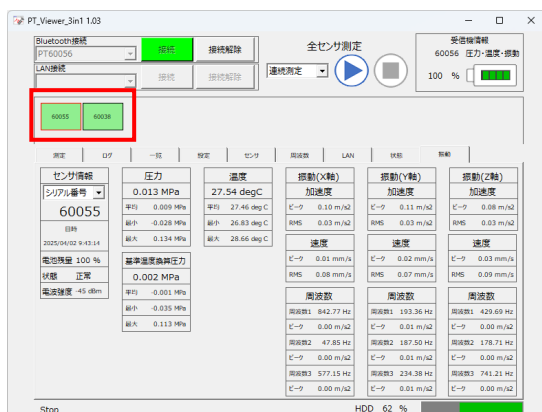 PT_Viewer_3in1 1.03
Bluetooth接続
PT60056 接続 接続解除
LAN接続
接続 接続解除
全センサ測定
連続測定
受信機情報
60056 圧力・温度・振動
100 %
60055 60038
測定 ログ 一覧 設定 センサ 周波数 LAN 状態 振動
センサ情報
シリアル番号
60055
日時
2025/04/02 9:43:14
電池残量 100 %
状態 正常
電波強度 -45 dBm
圧力
0.013 MPa
平均 0.009 MPa
最小 -0.028 MPa
最大 0.134 MPa
基準温度換算圧力
0.002 MPa
平均 -0.001 MPa
最小 -0.035 MPa
最大 0.113 MPa
温度
27.54 degC
平均 27.46 deg C
最小 26.83 deg C
最大 28.66 deg C
振動(X軸)
加速度
ピーク 0.10 m/s2
RMS 0.03 m/s2
速度
ピーク 0.01 mm/s
RMS 0.08 mm/s
周波数
周波数1 842.77 Hz
ピーク 0.00 m/s2
周波数2 47.85 Hz
ピーク 0.00 m/s2
周波数3 577.15 Hz
ピーク 0.00 m/s2
振動(Y軸)
加速度
ピーク 0.11 m/s2
RMS 0.03 m/s2
速度
ピーク 0.02 mm/s
RMS 0.07 mm/s
周波数
周波数1 193.36 Hz
ピーク 0.01 m/s2
周波数2 187.50 Hz
ピーク 0.01 m/s2
周波数3 234.38 Hz
ピーク 0.01 m/s2
振動(Z軸)
加速度
ピーク 0.08 m/s2
RMS 0.03 m/s2
速度
ピーク 0.03 mm/s
RMS 0.09 mm/s
周波数
周波数1 429.69 Hz
ピーク 0.00 m/s2
周波数2 178.71 Hz
ピーク 0.00 m/s2
周波数3 741.21 Hz
ピーク 0.00 m/s2
Stop
HDD 62 %